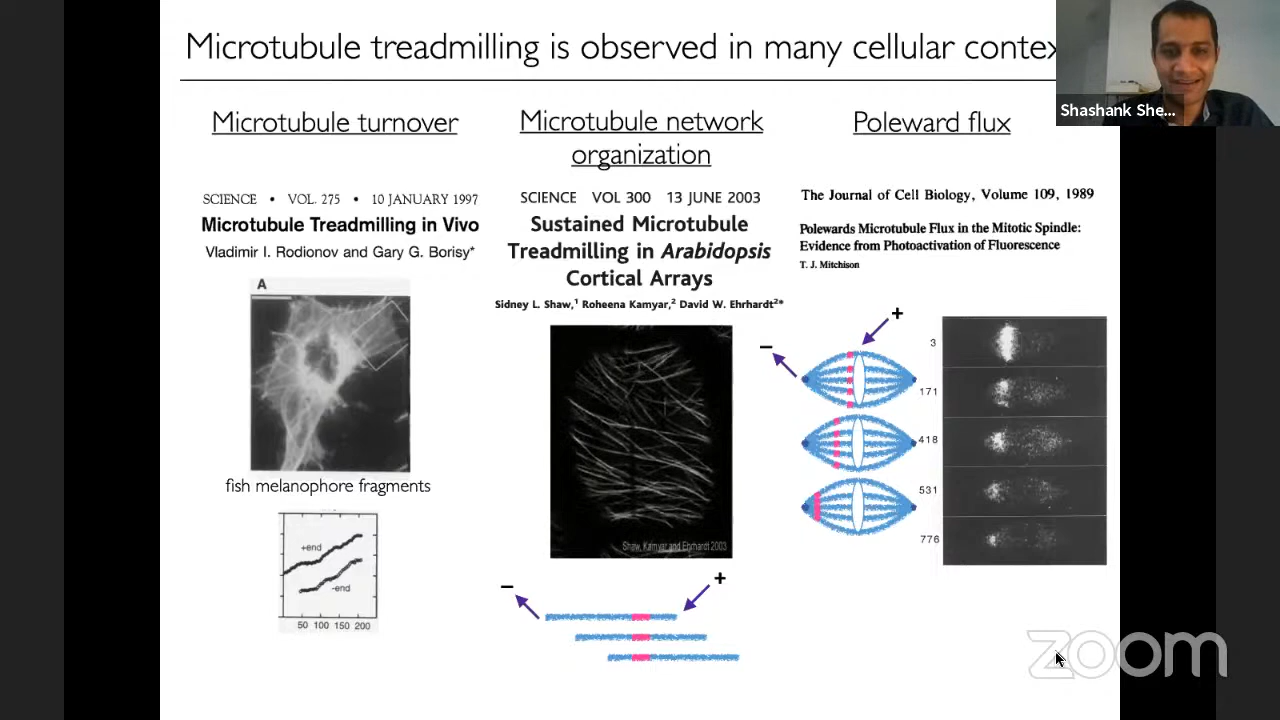 Microtubule treadmilling is observed in many cellular contex
Shashank She...
Microtubule turnover
SCIENCE • VOL. 275 • 10 JANUARY 1997
Microtubule Treadmilling in Vivo
Vladimir I. Rodionov and Gary G. Borisy*
A
fish melanophore fragments
+end
-end
50 100 150 200
Microtubule network
organization
SCIENCE VOL 300 13 JUNE 2003
Sustained Microtubule
Treadmilling in Arabidopsis
Cortical Arrays
Sidney L. Shaw,¹ Roheena Kamyar,² David W. Ehrhardt²*
Shaw, Kamyar and Ehrhardt 2003
–
+
Poleward flux
The Journal of Cell Biology, Volume 109, 1989
Polewards Microtubule Flux in the Mitotic Spindle:
Evidence from Photoactivation of Fluorescence
T. J. Mitchison
+
–
3
171
418
531
776
zoom